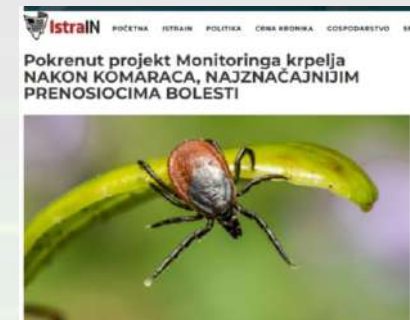 IstraIN POČETNA ISTRAIN POLITIKA CRNA KRONIKA GOSPODARSTVO
Pokrenut projekt Monitoringa krpelja
NAKON KOMARACA, NAJZNAČAJNIJIM
PRENOSIOCIMA BOLESTI